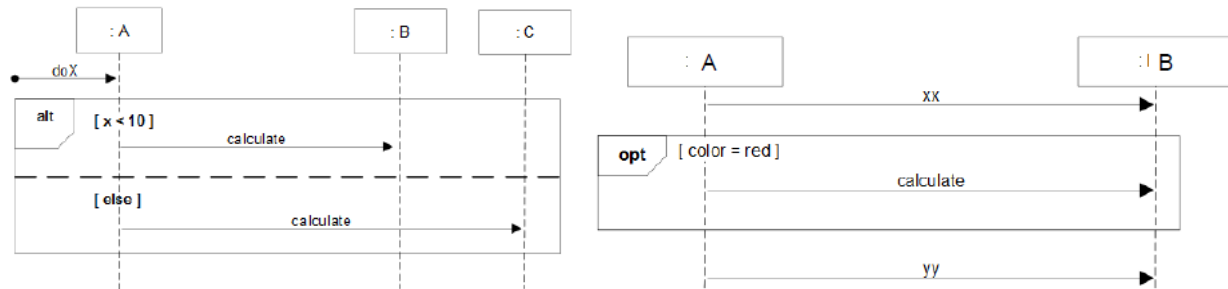 : A
: B
: C
doX
alt
[ x < 10 ]
calculate
[ else ]
calculate
: A
: B
xx
opt
[ color = red ]
calculate
yy